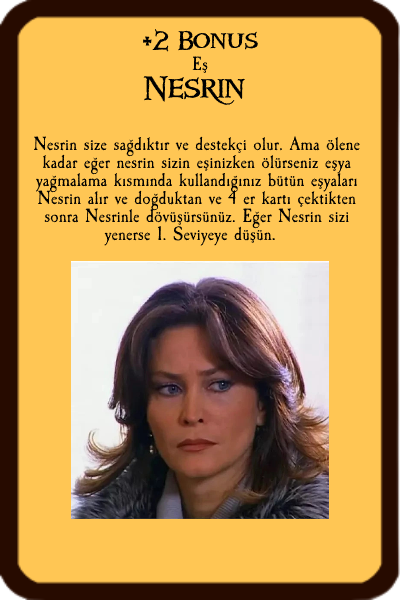 +2 Bonus
Eş
Nesrin
Nesrin size sağdıktır ve destekçi olur. Ama ölene
kadar eğer nesrin sizin eşinizken ölürseniz eşya
yağmalama kısmında kullandığınız bütün eşyaları
Nesrin alır ve doğduktan ve 4 er kartı çektikten
sonra Nesrinle dövüşürsünüz. Eğer Nesrin sizi
yenerse 1. Seviyeye düşün.